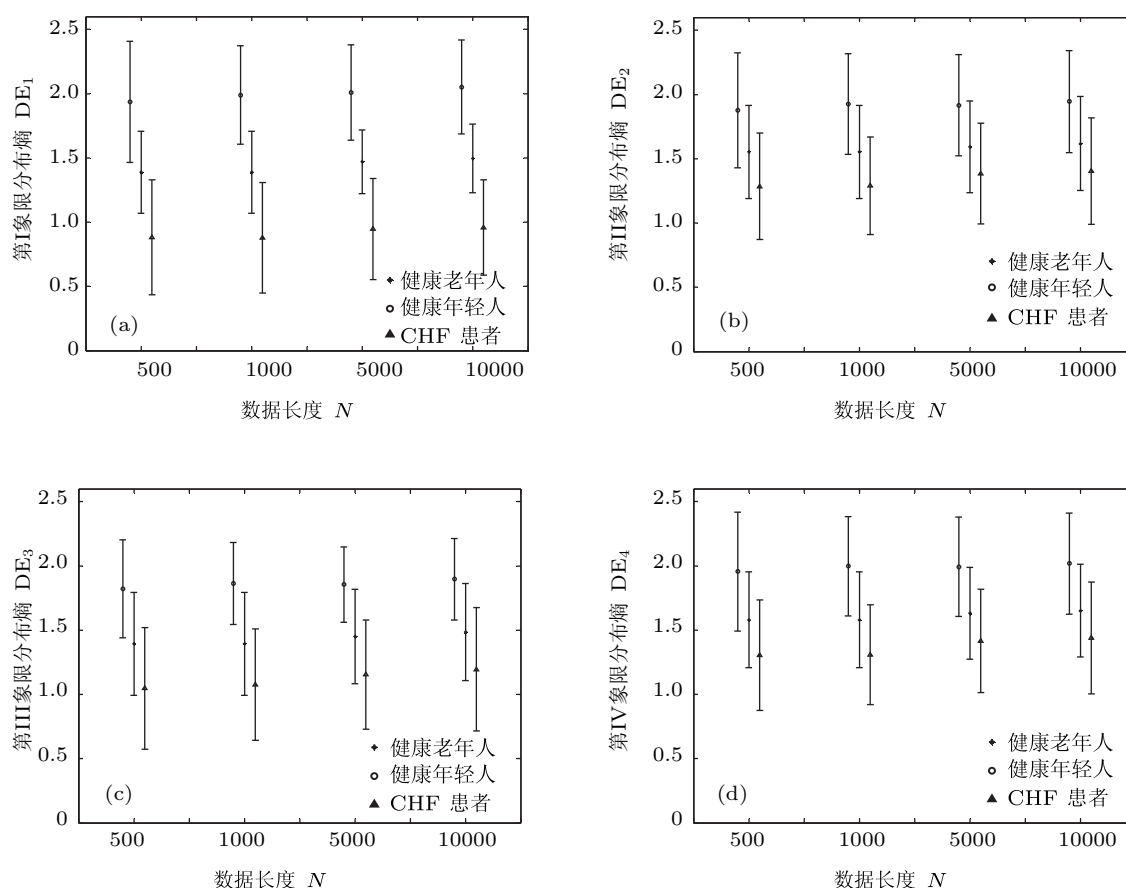 第I象限分布熵 DE₁
2.5
2.0
1.5
1.0
0.5
0
健康老年人
健康年轻人
CHF 患者
(a)
500 1000 5000 10000
数据长度 N
第II象限分布熵 DE₂
2.5
2.0
1.5
1.0
0.5
0
健康老年人
健康年轻人
CHF 患者
(b)
500 1000 5000 10000
数据长度 N
第III象限分布熵 DE₃
2.5
2.0
1.5
1.0
0.5
0
健康老年人
健康年轻人
CHF 患者
(c)
500 1000 5000 10000
数据长度 N
第IV象限分布熵 DE₄
2.5
2.0
1.5
1.0
0.5
0
健康老年人
健康年轻人
CHF 患者
(d)
500 1000 5000 10000
数据长度 N